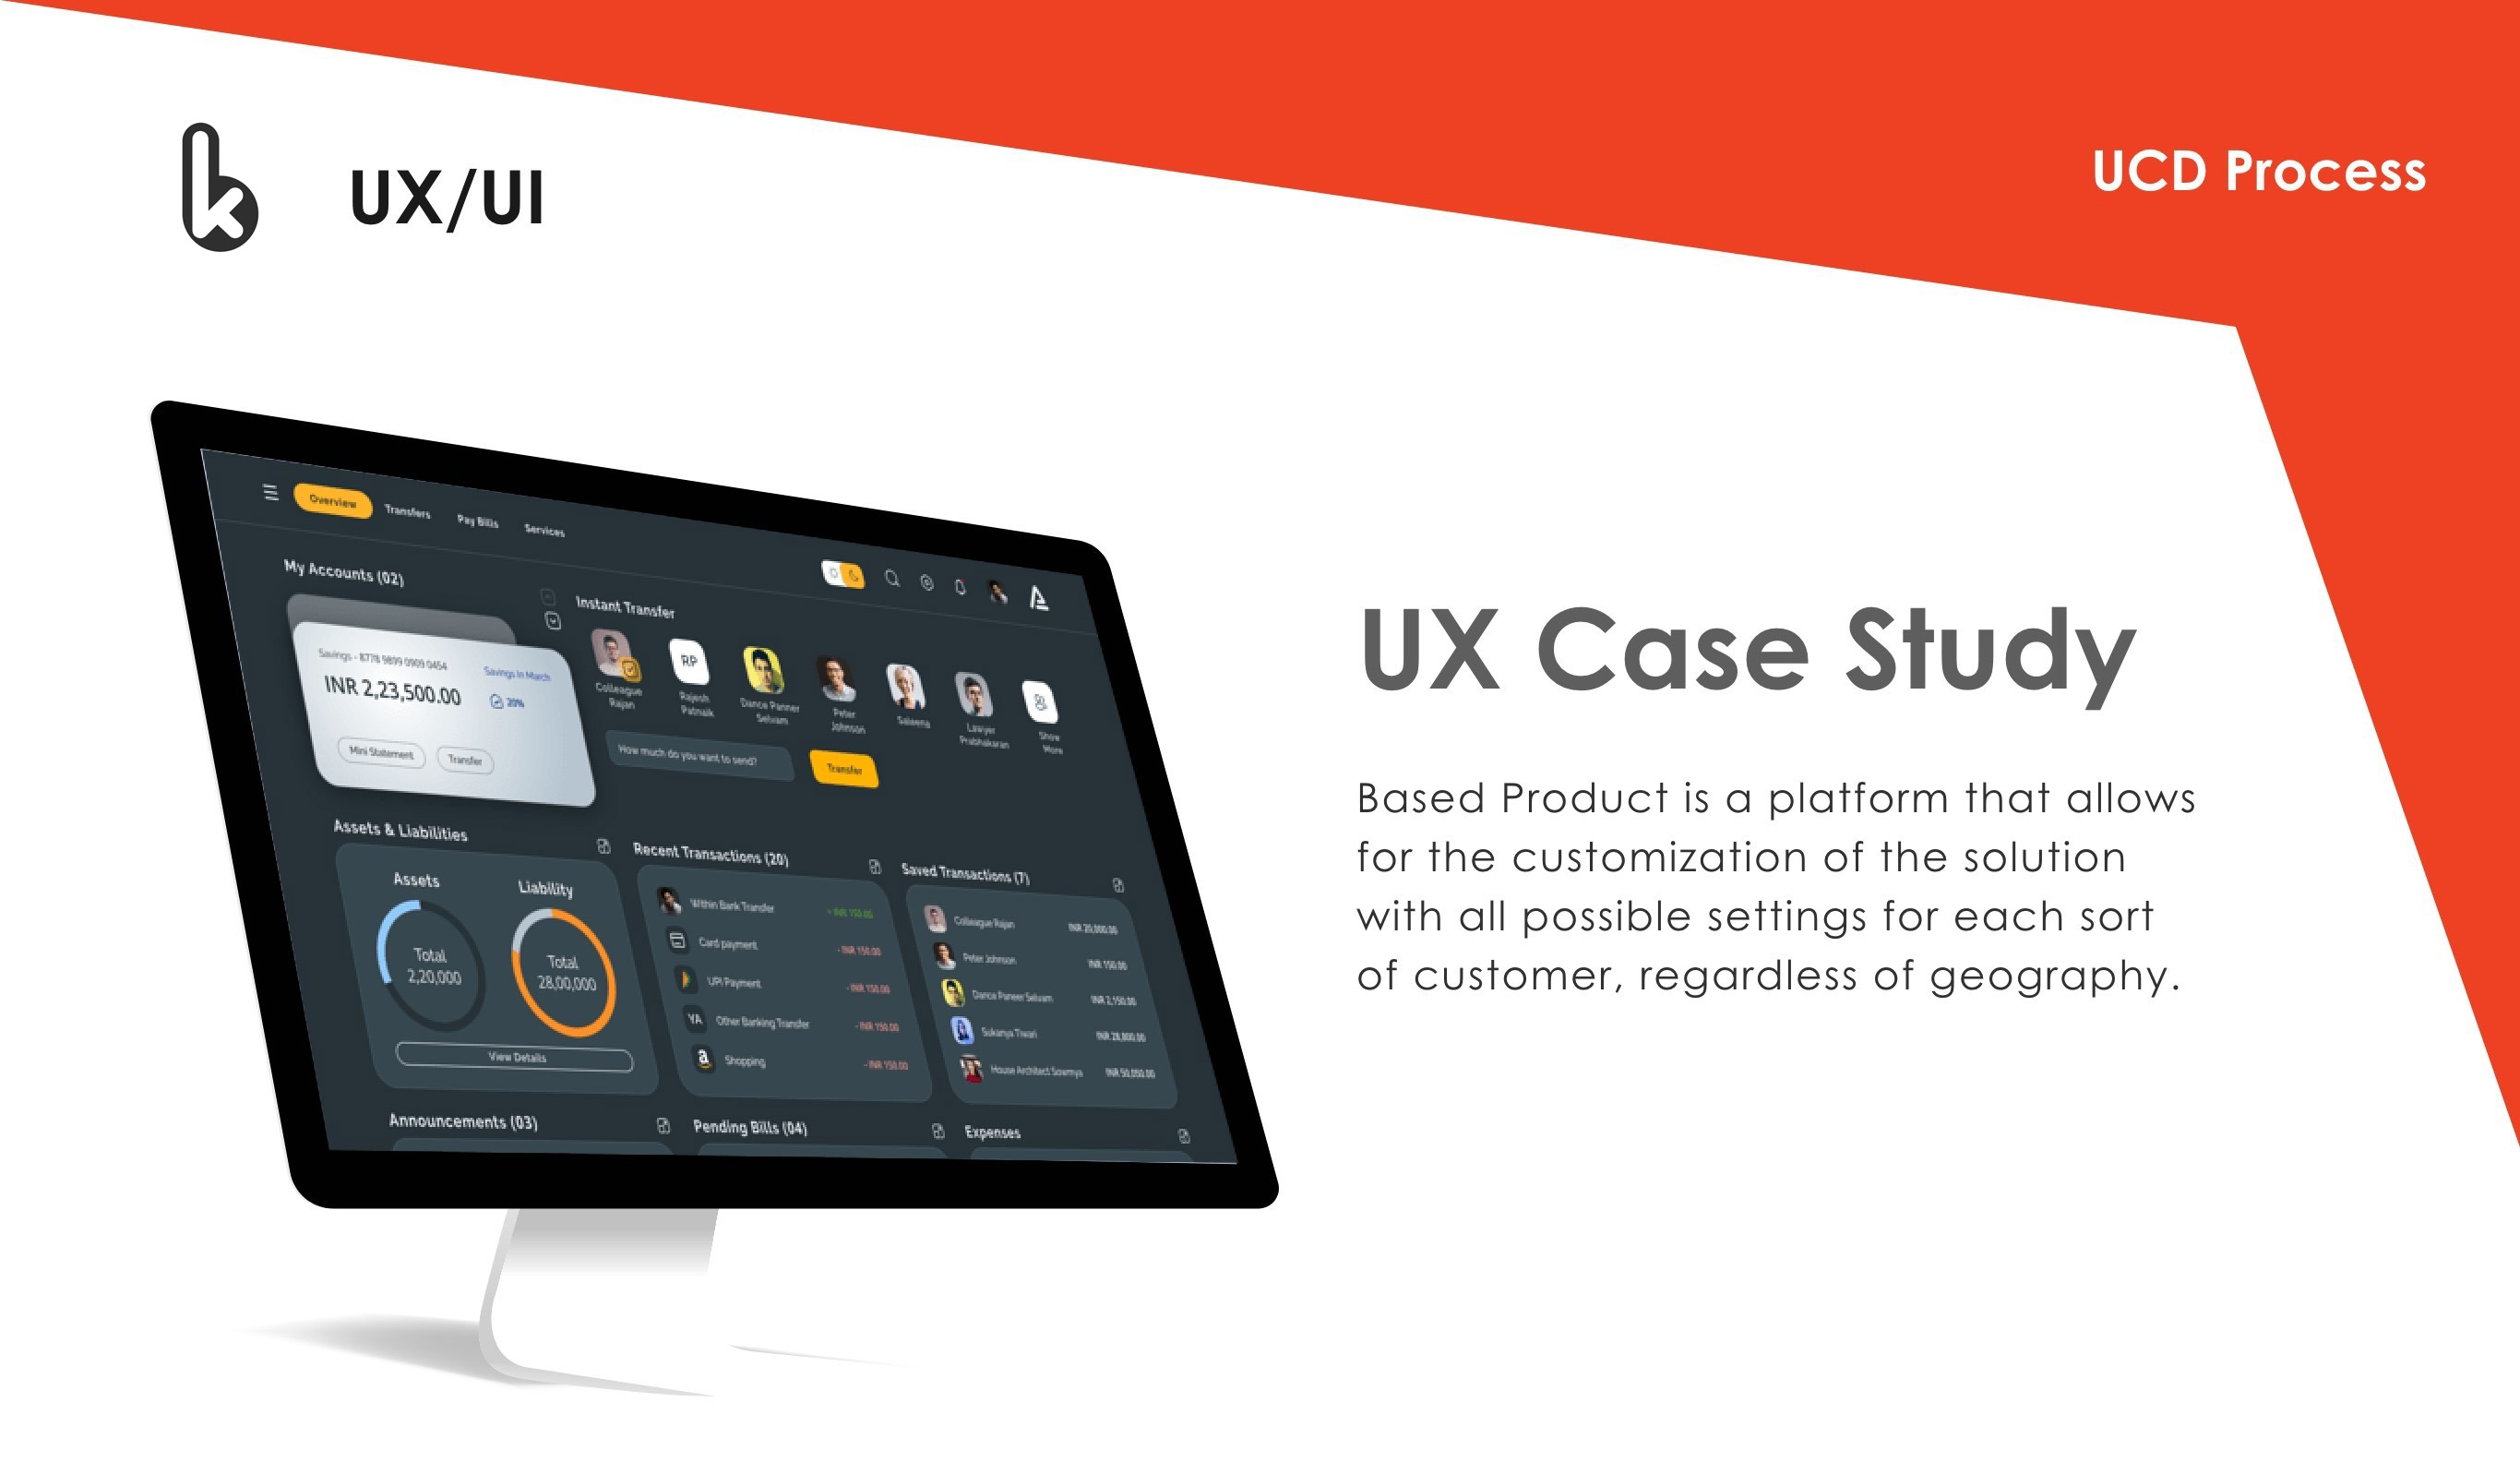 k
UX/UI
UCD Process
Overview
Transfers
Pay Bills
Services
My Accounts (02)
Savings - 8778 9899 0909 0454
Savings In March
INR 2,23,500.00
20%
Mini Statement
Transfer
Instant Transfer
RP
Colleague
Rajan
Rajesh
Patnaik
Dance Panner
Selvam
Peter
Johnson
Saleena
Lawyer
Prabhakaran
Show
More
How much do you want to send?
Transfer
Assets & Liabilities
Assets
Total
2,20,000
Liability
Total
28,00,000
View Details
Recent Transactions (20)
Within Bank Transfer
+ INR 150.00
Card payment
- INR 150.00
UPI Payment
- INR 150.00
YA
Other Banking Transfer
- INR 150.00
a
Shopping
- INR 150.00
Saved Transactions (7)
Colleague Rajan
INR 20,000.00
Peter Johnson
INR 150.00
Dance Paneer Selvam
INR 2,150.00
Sukanya Tiwari
INR 28,800.00
House Architect Sowmya
INR 50,050.00
Announcements (03)
Pending Bills (04)
Expenses
UX Case Study
Based Product is a platform that allows
for the customization of the solution
with all possible settings for each sort
of customer, regardless of geography.